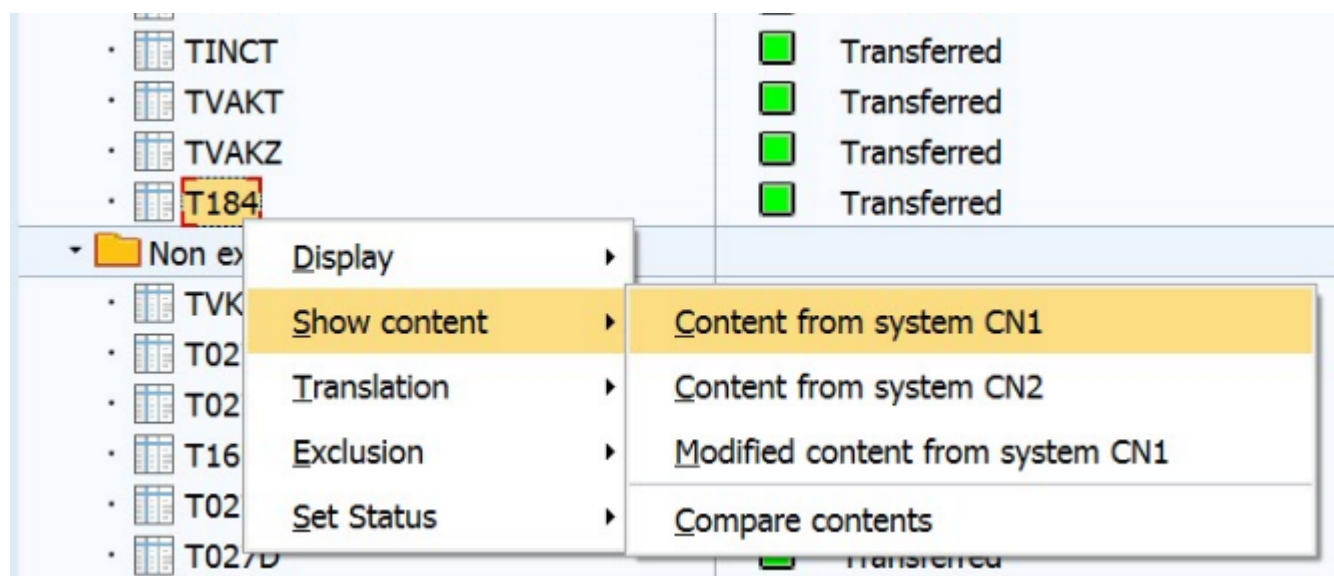 TINCT Transferred
TVAKT Transferred
TVAKZ Transferred
T184 Transferred
Non ex
Display
TVK
Show content
Content from system CN1
T02
Translation
Content from system CN2
T02
Exclusion
Modified content from system CN1
T16
T02
Set Status
Compare contents
T027D Transferred